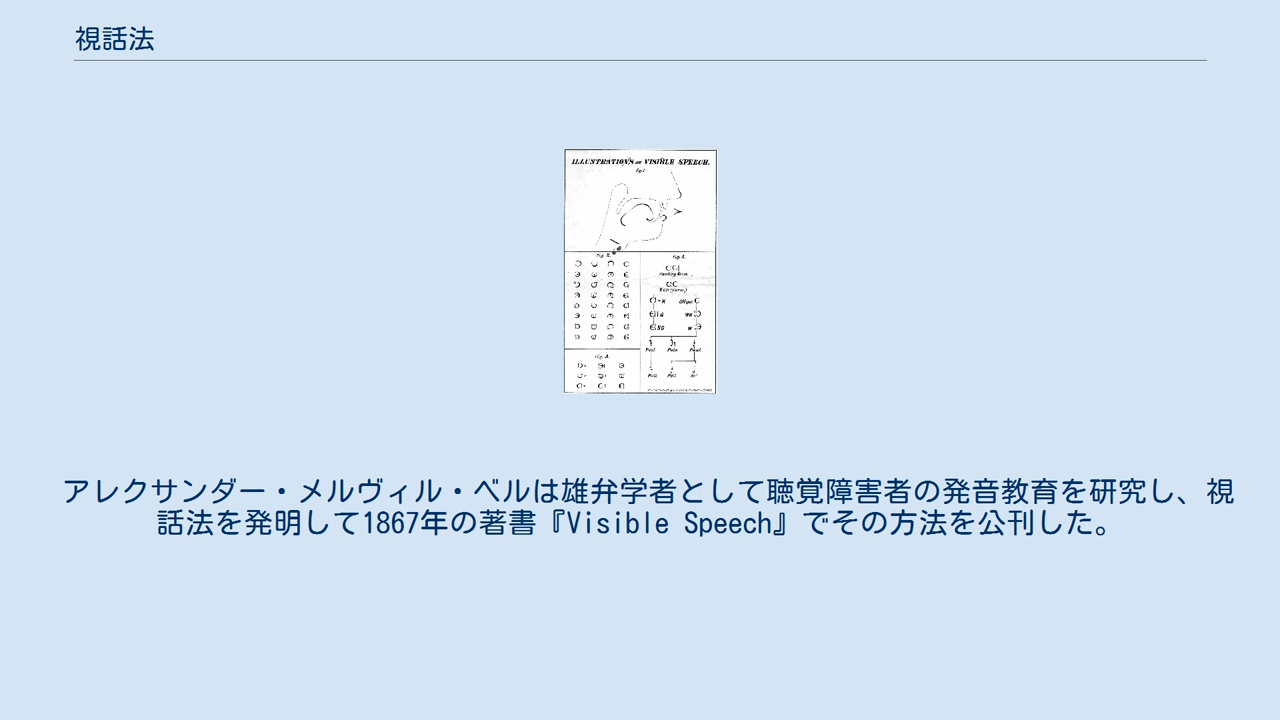 視話法
ILLUSTRATIONS OF VISIBLE SPEECH.
Fig. 1
アレクサンダー・メルヴィル・ベルは雄弁学者として聴覚障害者の発音教育を研究し、視
話法を発明して1867年の著書『Visible Speech』でその方法を公刊した。